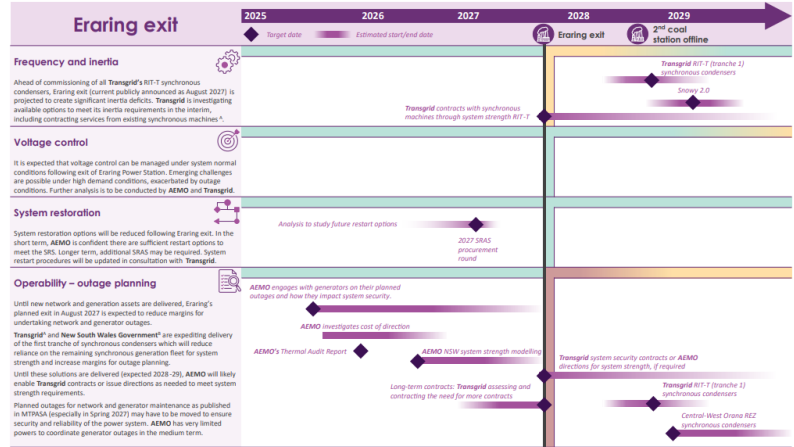 Eraring exit
2025
2026
2027
2028
2029
Target date
Estimated start/end date
Eraring exit
2nd coal
station offline
Frequency and inertia
Ahead of commissioning of all Transgrid's RIT-T synchronous
condensers, Eraring exit (current publicly announced as August 2027) is
projected to create significant inertia deficits. Transgrid is investigating
available options to meet its inertia requirements in the interim,
including contracting services from existing synchronous machines A.
Transgrid RIT-T (tranche 1)
synchronous condensers
Snowy 2.0
Transgrid contracts with synchronous
machines through system strength RIT-T
Voltage control
It is expected that voltage control can be managed under system normal
conditions following exit of Eraring Power Station. Emerging challenges
are possible under high demand conditions, exacerbated by outage
conditions. Further analysis is to be conducted by AEMO and Transgrid.
System restoration
System restoration options will be reduced following Eraring exit. In the
short term, AEMO is confident there are sufficient restart options to
meet the SRS. Longer term, additional SRAS may be required. System
restart procedures will be updated in consultation with Transgrid.
Analysis to study future restart options
2027 SRAS
procurement
round
Operability – outage planning
Until new network and generation assets are delivered, Eraring's
planned exit in August 2027 is expected to reduce margins for
undertaking network and generator outages.
TransgridA and New South Wales GovernmentB are expediting delivery
of the first tranche of synchronous condensers which will reduce
reliance on the remaining synchronous generation fleet for system
strength and increase margins for outage planning.
Until these solutions are delivered (expected 2028 -29), AEMO will likely
enable Transgrid contracts or issue directions as needed to meet system
strength requirements.
Planned outages for network and generator maintenance as published
in MTPASA (especially in Spring 2027) may have to be moved to ensure
security and reliability of the power system. AEMO has very limited
powers to coordinate generator outages in the medium term.
AEMO engages with generators on their planned
outages and how they impact system security.
AEMO investigates cost of direction
AEMO's Thermal Audit Report
AEMO NSW system strength modelling
Transgrid system security contracts or AEMO
directions for system strength, if required
Long-term contracts: Transgrid assessing and
contracting the need for more contracts
Transgrid RIT-T (tranche 1)
synchronous condensers
Central-West Orana REZ
synchronous condensers